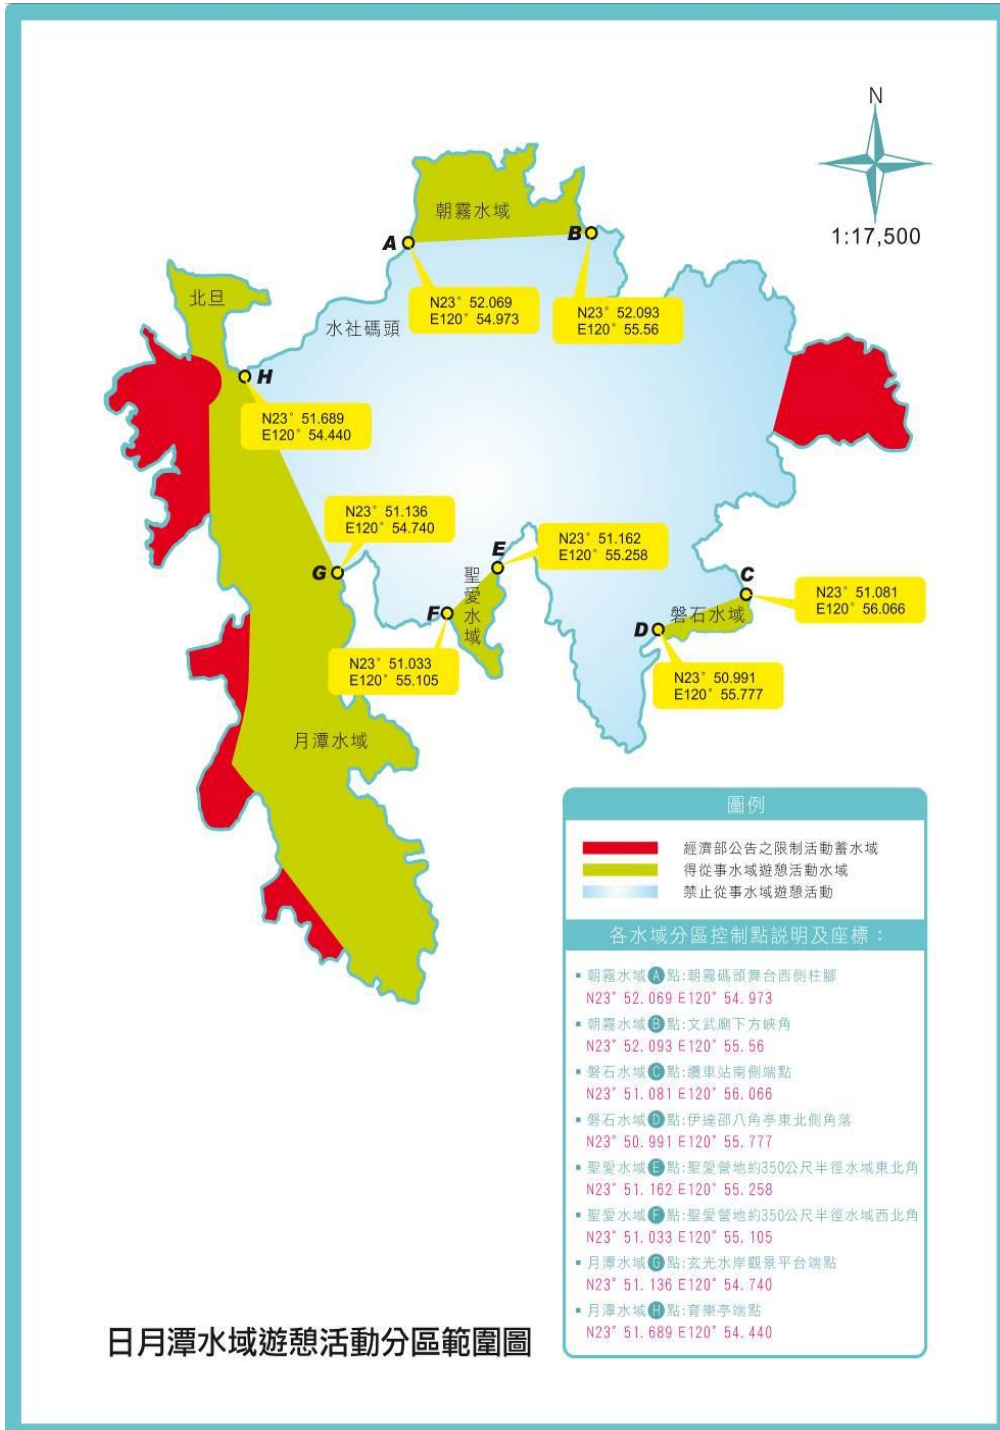 N
1:17,500
朝霧水域
A
B
N23° 52.069
E120° 54.973
N23° 52.093
E120° 55.56
北旦
水社碼頭
H
N23° 51.689
E120° 54.440
N23° 51.136
E120° 54.740
G
E
N23° 51.162
E120° 55.258
聖愛水域
F
N23° 51.033
E120° 55.105
C
N23° 51.081
E120° 56.066
磐石水域
D
N23° 50.991
E120° 55.777
月潭水域
圖例
經濟部公告之限制活動蓄水域
得從事水域遊憩活動水域
禁止從事水域遊憩活動
各水域分區控制點說明及座標：
▪ 朝霧水域A點:朝霧碼頭舞台西側柱腳
N23° 52.069 E120° 54.973
▪ 朝霧水域B點:文武廟下方峽角
N23° 52.093 E120° 55.56
▪ 磐石水域C點:纜車站南側端點
N23° 51.081 E120° 56.066
▪ 磐石水域D點:伊達邵八角亭東北側角落
N23° 50.991 E120° 55.777
▪ 聖愛水域E點:聖愛營地約350公尺半徑水域東北角
N23° 51.162 E120° 55.258
▪ 聖愛水域F點:聖愛營地約350公尺半徑水域西北角
N23° 51.033 E120° 55.105
▪ 月潭水域G點:玄光水岸觀景平台端點
N23° 51.136 E120° 54.740
▪ 月潭水域H點:育樂亭端點
N23° 51.689 E120° 54.440
日月潭水域遊憩活動分區範圍圖